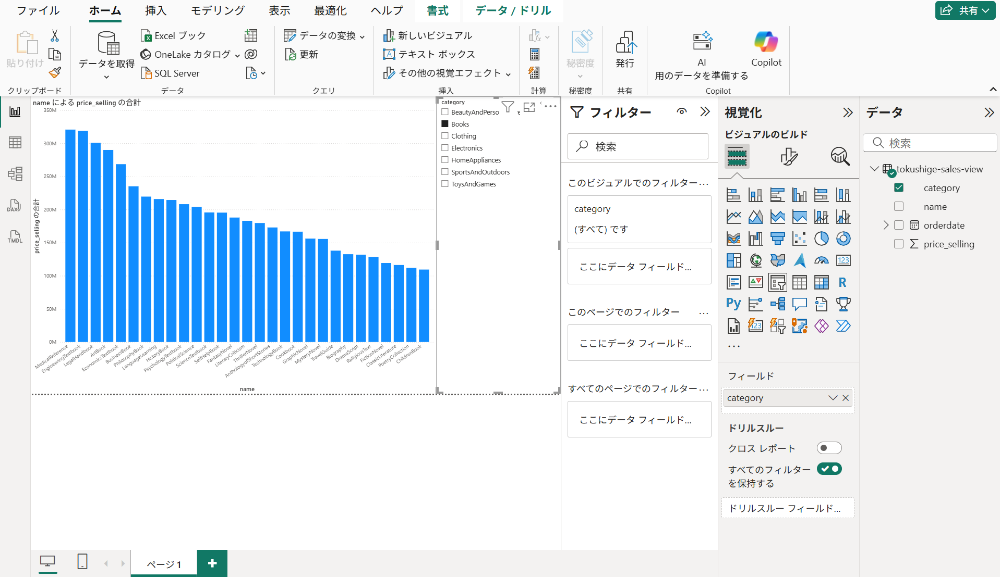 ファイル
ホーム
挿入
モデリング
表示
最適化
ヘルプ
書式
データ / ドリル
共有
貼り付け
クリップボード
データを取得
Excel ブック
OneLake カタログ
SQL Server
データ
データの変換
更新
クエリ
新しいビジュアル
テキスト ボックス
その他の視覚エフェクト
挿入
計算
秘密度
秘密度
発行
共有
AI
用のデータを準備する
Copilot
Copilot
DAX
TMDL
name による price_selling の合計
price_selling の合計
350M
300M
250M
200M
150M
100M
50M
0M
MedicalReference
EngineeringTextbook
LegalHandbook
ArtBook
EconomicsTextbook
BusinessBook
PhilosophyBook
LanguageLearning
HistoryBook
PsychologyTextbook
PoliticalScience
ScienceTextbook
SelfHelpBook
FantasyNovel
LiteraryCriticism
ThrillerNovel
AnthologyofShortStories
TechnologyBook
Cookbook
GraphicNovel
MysteryNovel
TravelGuide
Biography
DramaScript
ReligiousText
FictionNovel
ClassicLiterature
PoetryCollection
ChildrenBook
name
category
BeautyAndPerso
Books
Clothing
Electronics
HomeAppliances
SportsAndOutdoors
ToysAndGames
フィルター
検索
このビジュアルでのフィルター...
category
(すべて) です
ここにデータ フィールド...
このページでのフィルター ...
ここにデータ フィールド...
すべてのページでのフィルター...
ここにデータ フィールド...
視覚化
ビジュアルのビルド
123
R
Py
123
...
フィールド
category
ドリルスルー
クロス レポート
すべてのフィルター
を保持する
ドリルスルー フィールド...
データ
検索
tokushige-sales-view
category
name
orderdate
price_selling
ページ 1